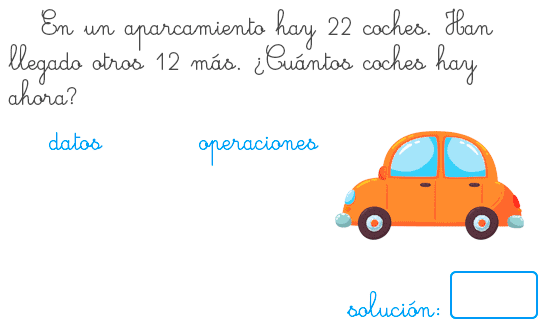 En un aparcamiento hay 22 coches. Han
llegado otros 12 más. ¿Cuántos coches hay
ahora?
datos operaciones
solución: